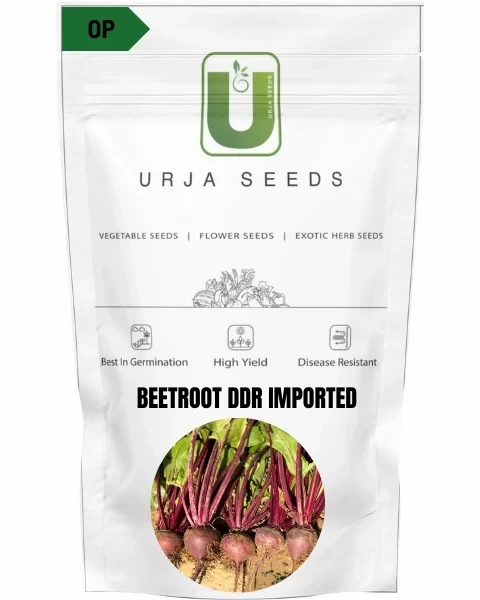 OP
U
URJA SEEDS
URJA SEEDS
VEGETABLE SEEDS | FLOWER SEEDS | EXOTIC HERB SEEDS
Best In Germination High Yield Disease Resistant
BEETROOT DDR IMPORTED